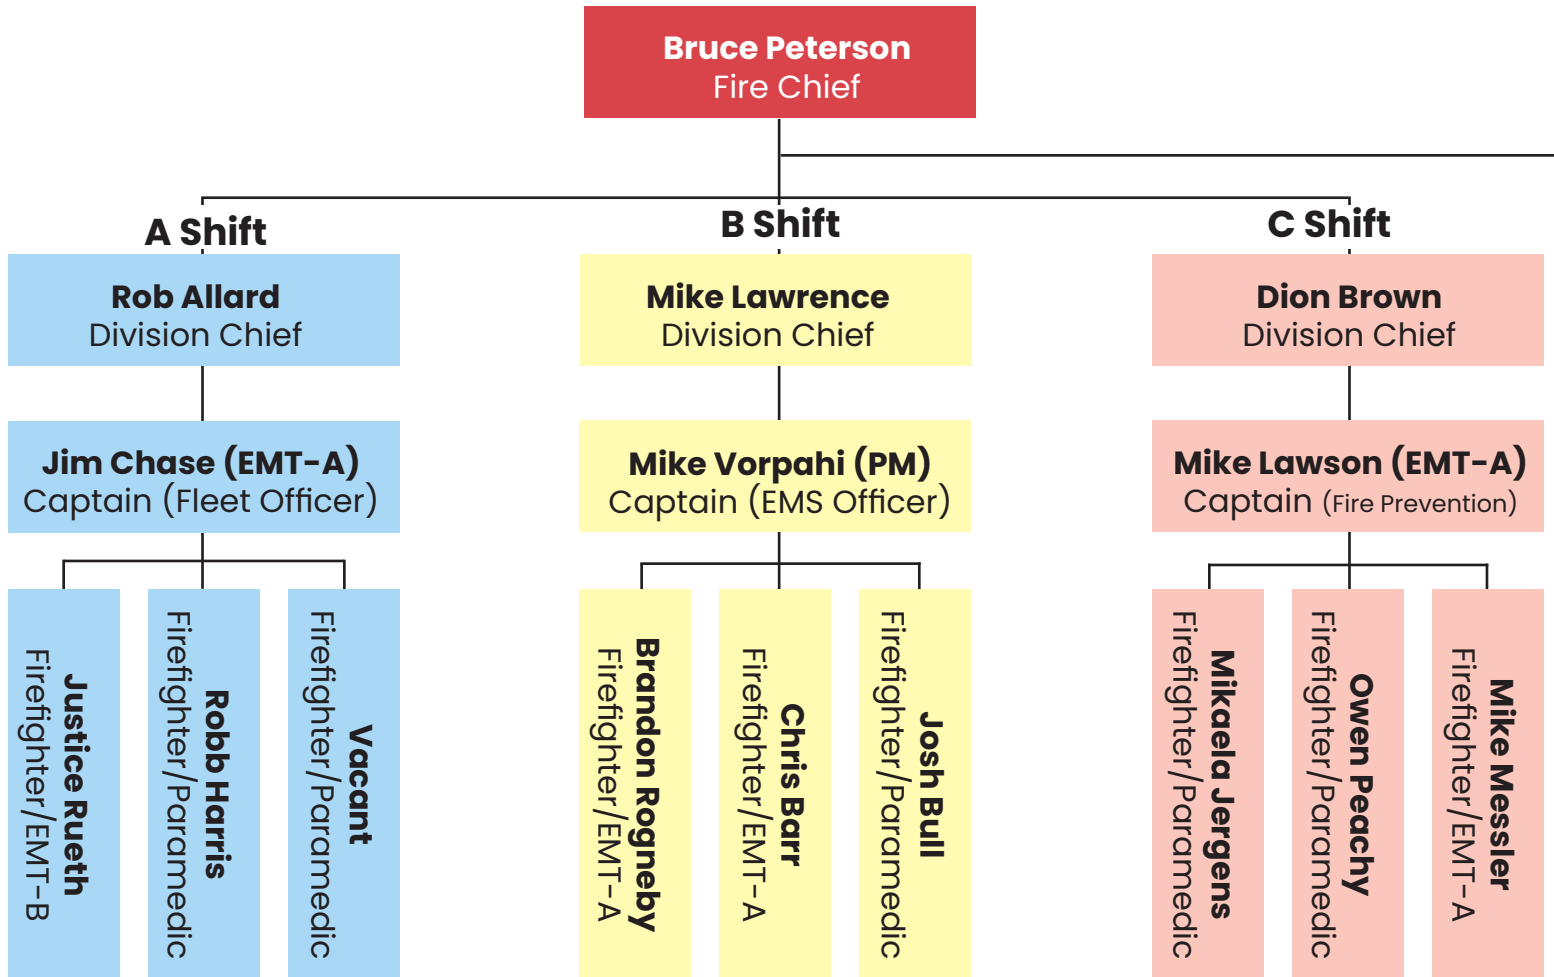 Bruce Peterson
Fire Chief
A Shift
Rob Allard
Division Chief
Jim Chase (EMT-A)
Captain (Fleet Officer)
Justice Rueth
Firefighter/EMT-B
Robb Harris
Firefighter/Paramedic
Vacant
Firefighter/Paramedic
B Shift
Mike Lawrence
Division Chief
Mike Vorpahi (PM)
Captain (EMS Officer)
Brandon Rogneby
Firefighter/EMT-A
Chris Barr
Firefighter/EMT-A
Josh Bull
Firefighter/Paramedic
C Shift
Dion Brown
Division Chief
Mike Lawson (EMT-A)
Captain (Fire Prevention)
Mikaela Jergens
Firefighter/Paramedic
Owen Peachy
Firefighter/Paramedic
Mike Messler
Firefighter/EMT-A